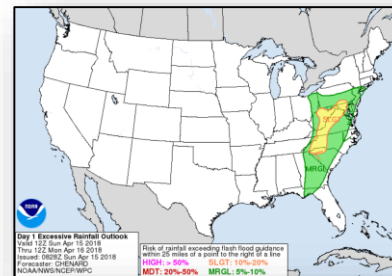 SLGT
MRGL
NOAA
Day 1 Excessive Rainfall Outlook
Valid 12Z Sun Apr 15 2018
Thru 12Z Mon Apr 16 2018
Issued: 0828Z Sun Apr 15 2018
Forecaster: CHENARD
NOAA/NWS/NCEP/WPC
Risk of rainfall exceeding flash flood guidance
within 25 miles of a point to the right of a line
HIGH: > 50% SLGT: 10%-20%
MDT: 20%-50% MRGL: 5%-10%